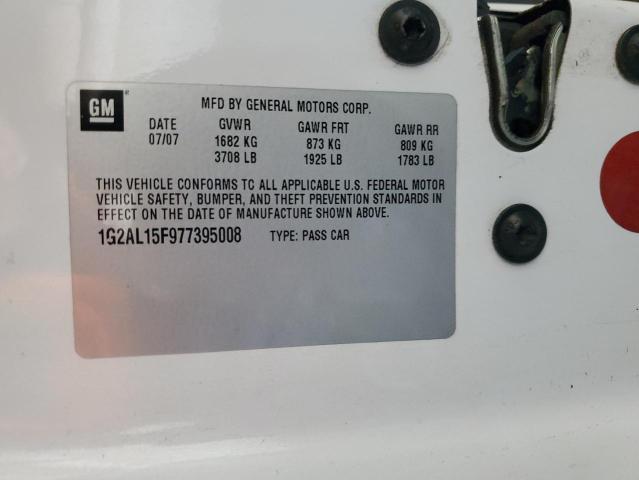 GM
MFD BY GENERAL MOTORS CORP.
DATE GVWR GAWR FRT GAWR RR
07/07 1682 KG 873 KG 809 KG
3708 LB 1925 LB 1783 LB
THIS VEHICLE CONFORMS TC ALL APPLICABLE U.S. FEDERAL MOTOR
VEHICLE SAFETY, BUMPER, AND THEFT PREVENTION STANDARDS IN
EFFECT ON THE DATE OF MANUFACTURE SHOWN ABOVE.
1G2AL15F977395008 TYPE: PASS CAR